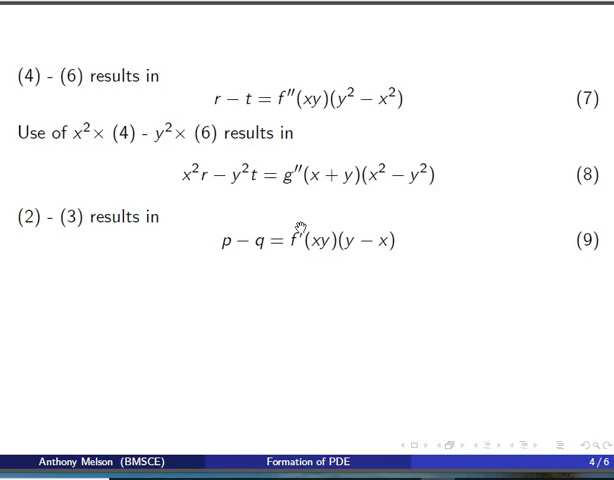 (4) - (6) results in
r − t = f″(xy)(y² − x²) (7)
Use of x²× (4) - y²× (6) results in
x²r − y²t = g″(x + y)(x² − y²) (8)
(2) - (3) results in
p − q = f′(xy)(y − x) (9)
Anthony Melson (BMSCE) Formation of PDE 4 / 6